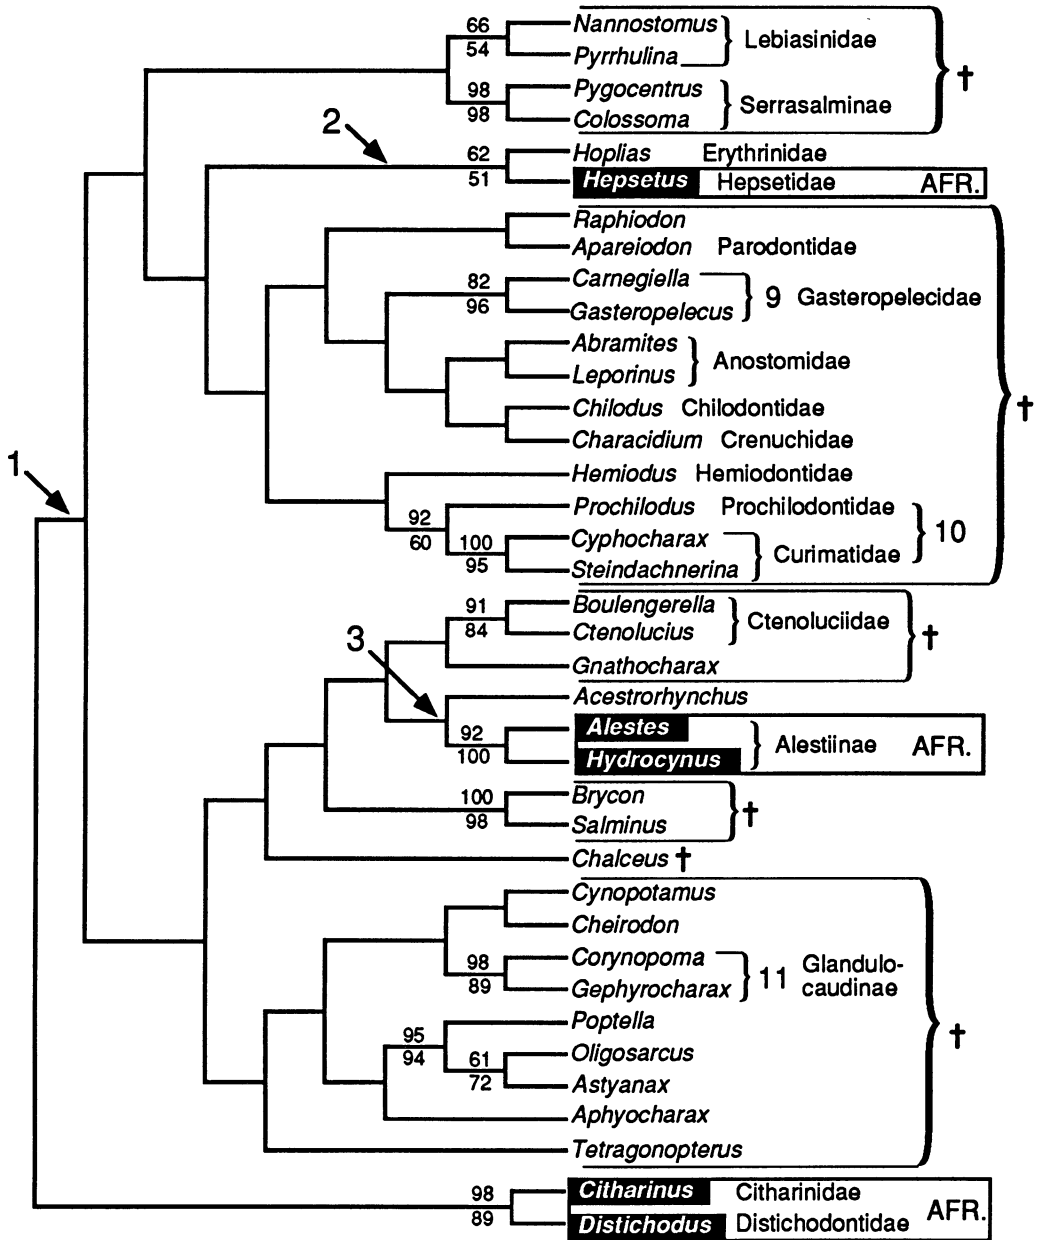 66
Nannostomus
54
Pyrrhulina
Lebiasinidae
†
98
Pygocentrus
98
Colossoma
Serrasalminae
2
62
Hoplias Erythrinidae
51
Hepsetus Hepsetidae AFR.
Raphiodon
Apareiodon Parodontidae
82
Carnegiella
96
Gasteropelecus
9 Gasteropelecidae
Abramites
Leporinus
Anostomidae
†
Chilodus Chilodontidae
Characidium Crenuchidae
1
Hemiodus Hemiodontidae
92
Prochilodus Prochilodontidae
10
60
100
Cyphocharax
95
Steindachnerina
Curimatidae
91
Boulengerella
84
Ctenolucius
Ctenoluciidae
†
3
Gnathocharax
Acestrorhynchus
92
Alestes
100
Hydrocynus
Alestiinae AFR.
100
Brycon
98
Salminus
†
Chalceus †
Cynopotamus
Cheirodon
98
Corynopoma
89
Gephyrocharax
11 Glandulo-
caudinae
†
Poptella
95
94
61
Oligosarcus
72
Astyanax
Aphyocharax
Tetragonopterus
98
Citharinus Citharinidae
89
Distichodus Distichodontidae
AFR.